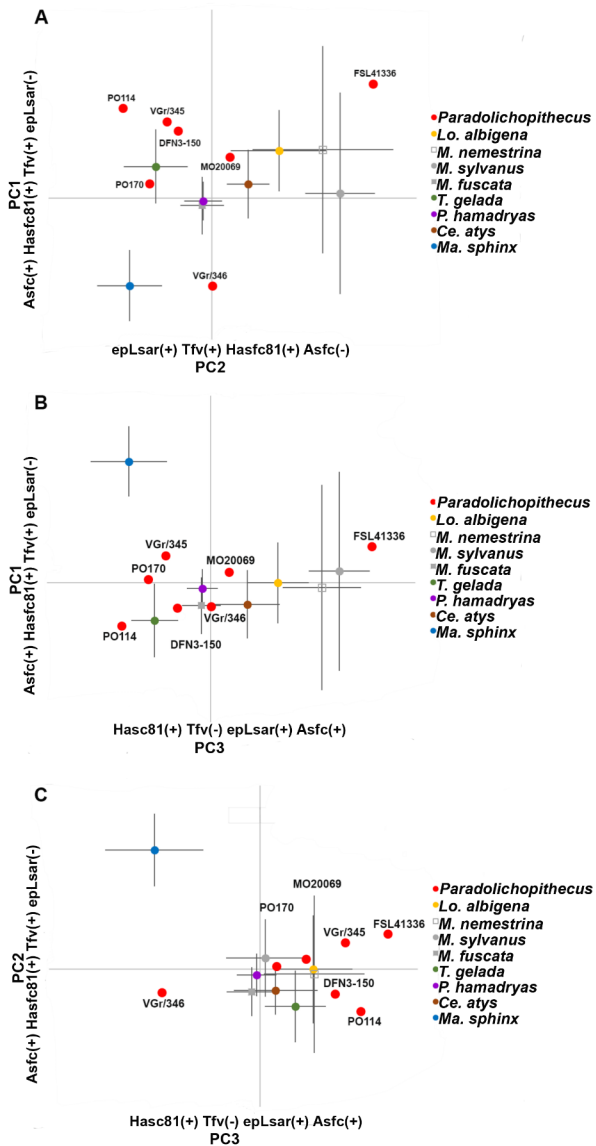 A
FSL41336
PO114
VGr/345
DFN3-150
MO20069
PO170
VGr/346
PC1
Asfc(+) Hasfc81(+) Tfv(+) epLsar(-)
epLsar(+) Tfv(+) Hasfc81(+) Asfc(-)
PC2
Paradolichopithecus
Lo. albigena
M. nemestrina
M. sylvanus
M. fuscata
T. gelada
P. hamadryas
Ce. atys
Ma. sphinx
B
VGr/345
MO20069
FSL41336
PO170
PO114
VGr/346
DFN3-150
PC1
Asfc(+) Hasfc81(+) Tfv(+) epLsar(-)
Hasc81(+) Tfv(-) epLsar(+) Asfc(+)
PC3
Paradolichopithecus
Lo. albigena
M. nemestrina
M. sylvanus
M. fuscata
T. gelada
P. hamadryas
Ce. atys
Ma. sphinx
C
MO20069
PO170
VGr/345
FSL41336
DFN3-150
VGr/346
PO114
PC2
Asfc(+) Hasfc81(+) Tfv(+) epLsar(-)
Hasc81(+) Tfv(-) epLsar(+) Asfc(+)
PC3
Paradolichopithecus
Lo. albigena
M. nemestrina
M. sylvanus
M. fuscata
T. gelada
P. hamadryas
Ce. atys
Ma. sphinx